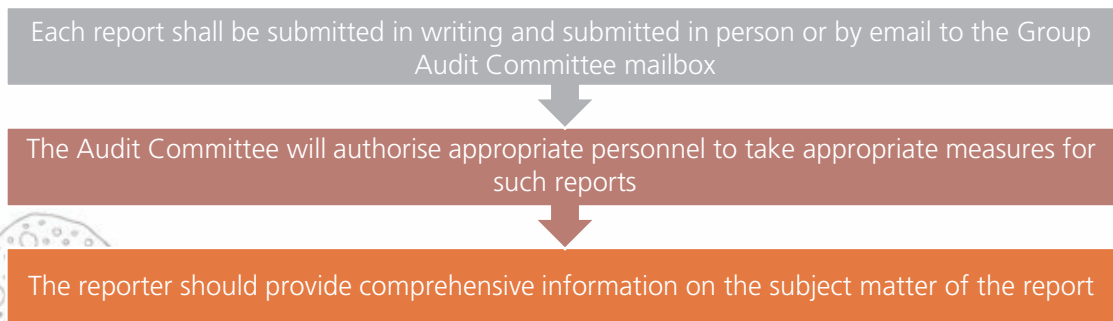 Each report shall be submitted in writing and submitted in person or by email to the Group
Audit Committee mailbox
The Audit Committee will authorise appropriate personnel to take appropriate measures for
such reports
The reporter should provide comprehensive information on the subject matter of the report